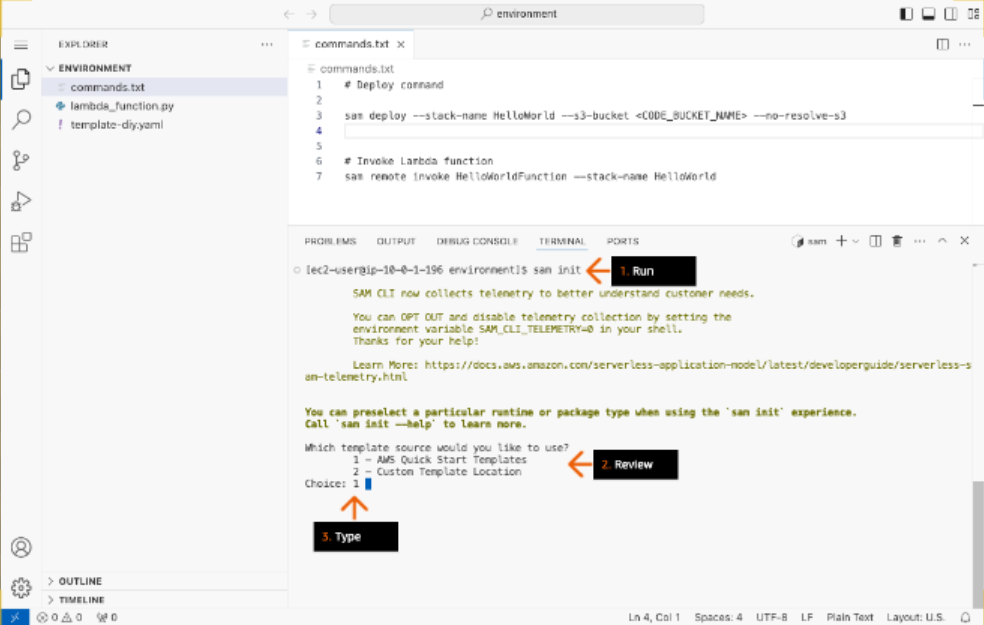 environment
EXPLORER
ENVIRONMENT
commands.txt
lambda_function.py
template-diy.yaml
OUTLINE
TIMELINE
commands.txt
commands.txt
1 # Deploy command
2
3 sam deploy --stack-name HelloWorld --s3-bucket <CODE_BUCKET_NAME> --no-resolve-s3
4
5
6 # Invoke Lambda function
7 sam remote invoke HelloWorldFunction --stack-name HelloWorld
PROBLEMS OUTPUT DEBUG CONSOLE TERMINAL PORTS sam
[ec2-user@ip-10-0-1-196 environment]$ sam init
1. Run
SAM CLI now collects telemetry to better understand customer needs.
You can OPT OUT and disable telemetry collection by setting the
environment variable SAM_CLI_TELEMETRY=0 in your shell.
Thanks for your help!
Learn More: https://docs.aws.amazon.com/serverless-application-model/latest/developerguide/serverless-s
am-telemetry.html
You can preselect a particular runtime or package type when using the `sam init` experience.
Call `sam init --help` to learn more.
Which template source would you like to use?
1 - AWS Quick Start Templates
2 - Custom Template Location
2. Review
Choice: 1
3. Type
0 0 0 Ln 4, Col 1 Spaces: 4 UTF-8 LF Plain Text Layout: U.S.